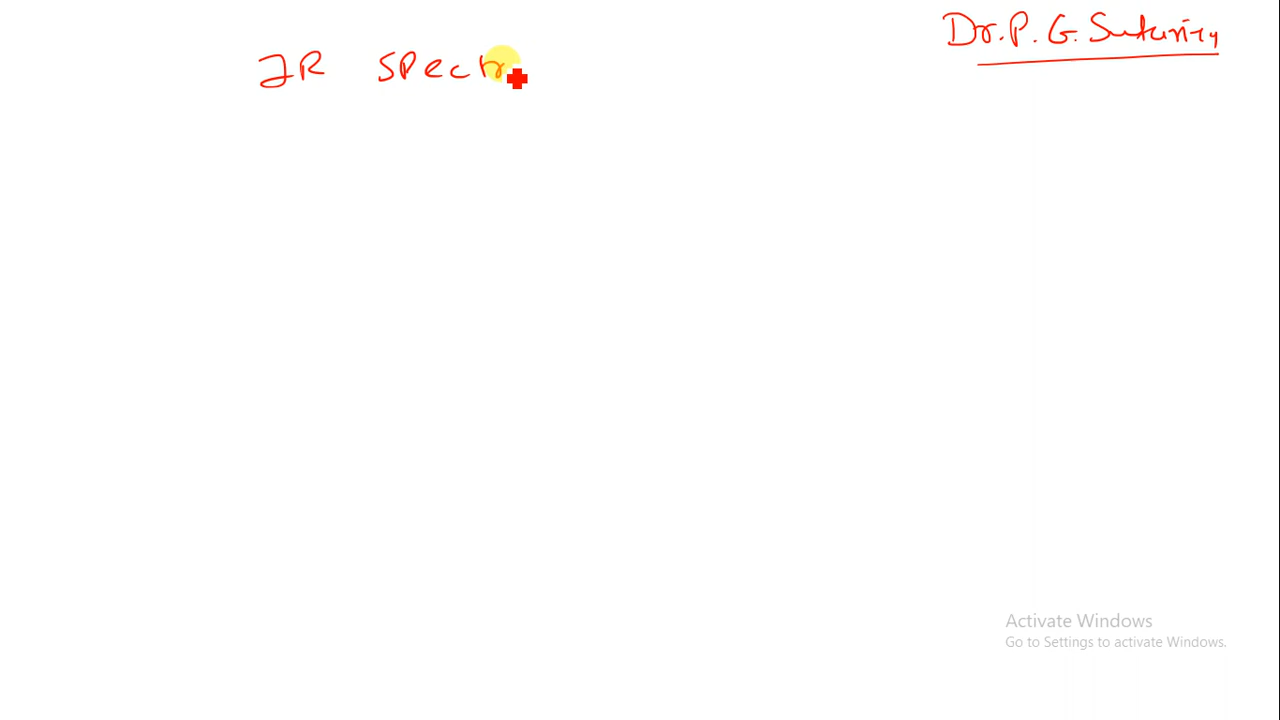 Dr. P. G.
IR SPectr
Activate Windows
Go to Settings to activate Windows.